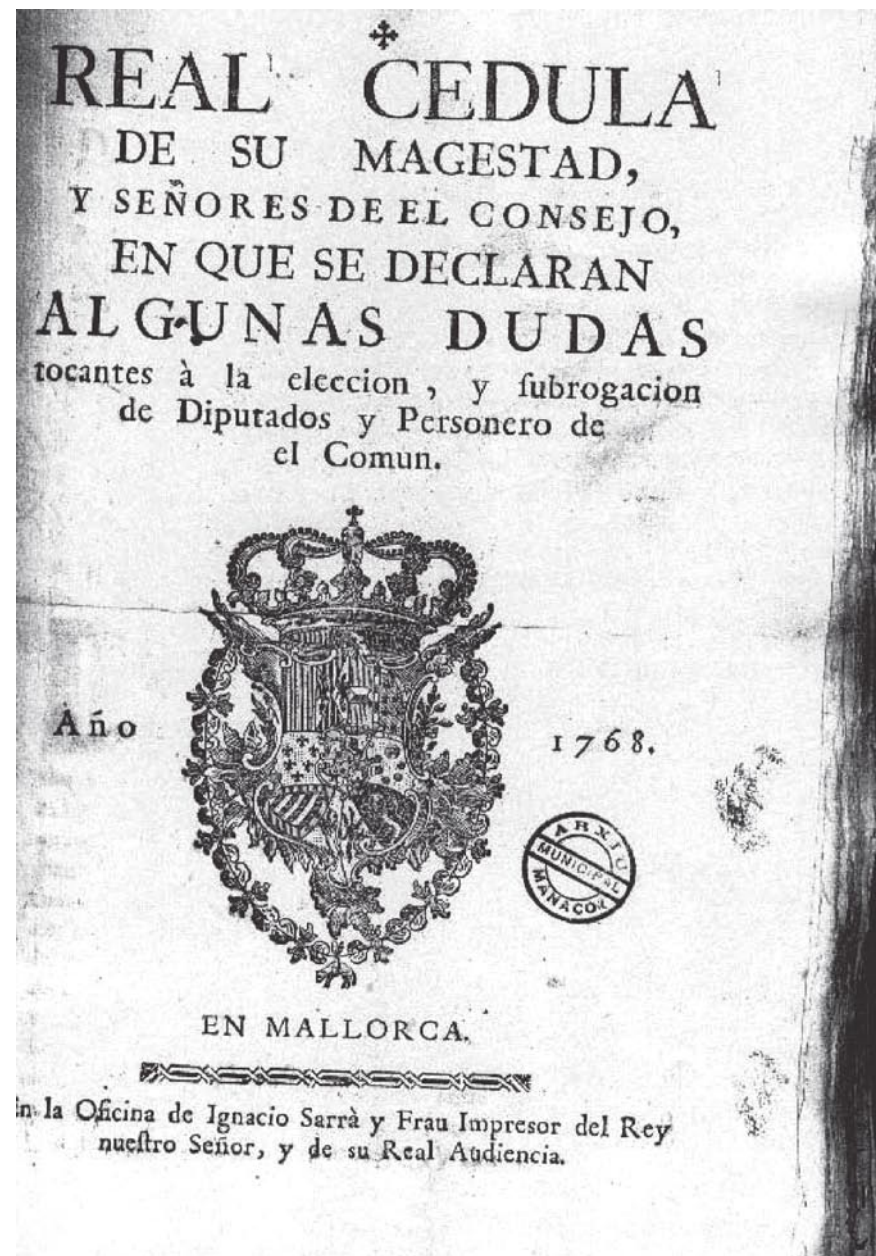 REAL CEDULA
DE SU MAGESTAD,
Y SEÑORES DE EL CONSEJO,
EN QUE SE DECLARAN
ALGUNAS DUDAS
tocantes à la eleccion, y ſubrogacion
de Diputados y Personero de
el Comun.
Año 1768.
ARXIU
MUNICIPAL
MANACOR
EN MALLORCA.
En la Oficina de Ignacio Sarrà y Frau Impresor del Rey
nueſtro Señor, y de su Real Audiencia.